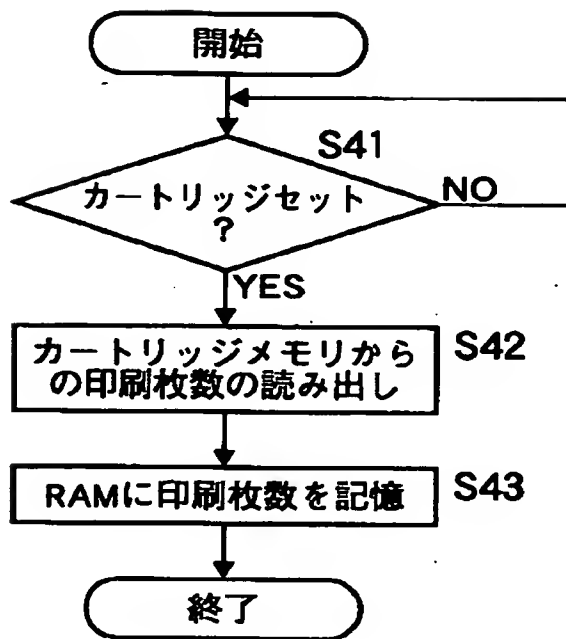 開始
S41
カートリッジセット
?
NO
YES
カートリッジメモリから
の印刷枚数の読み出し
S42
RAMに印刷枚数を記憶
S43
終了